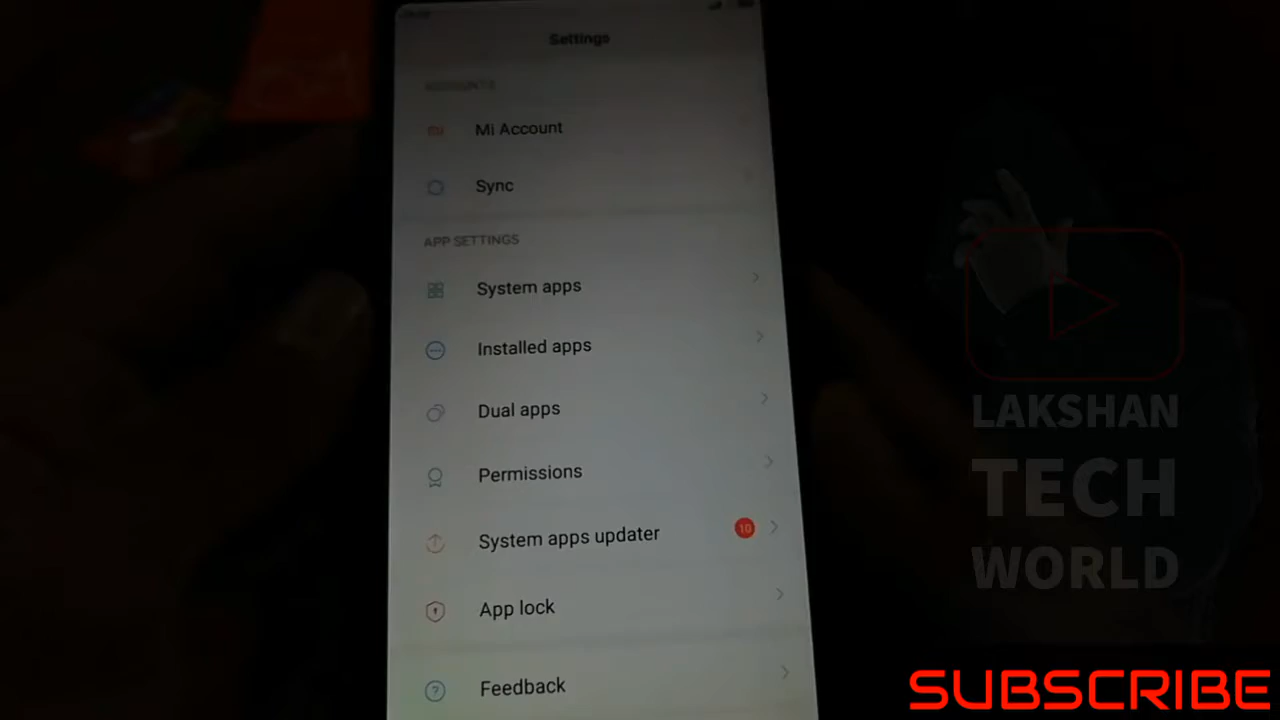 Settings
ACCOUNTS
Mi Account
Sync
APP SETTINGS
System apps
Installed apps
Dual apps
Permissions
System apps updater
10
App lock
Feedback
LAKSHAN
TECH
WORLD
SUBSCRIBE